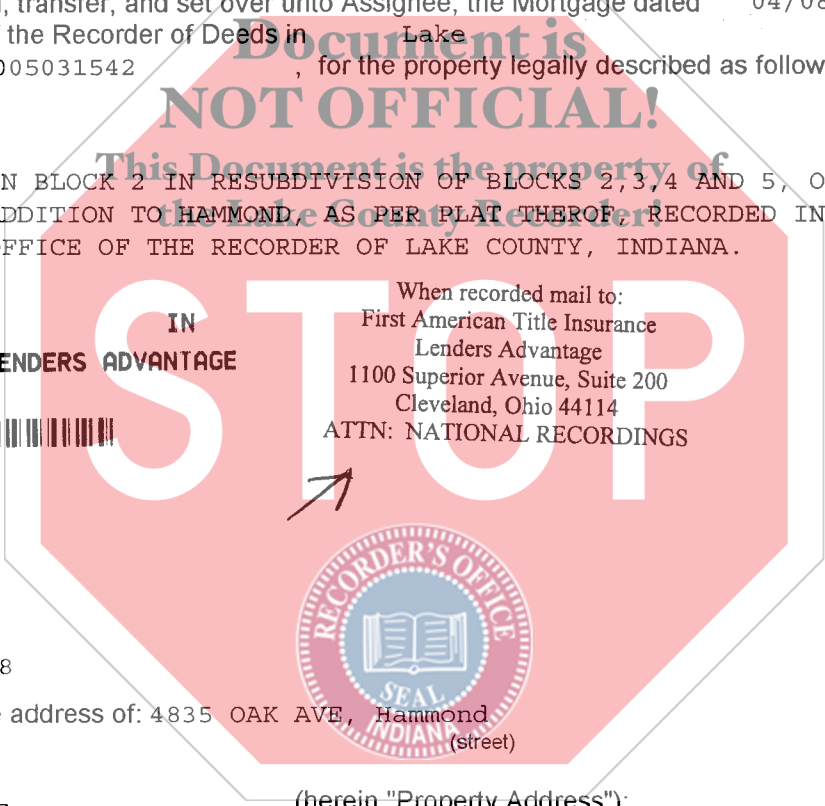 , transfer, and set over unto Assignee, the Mortgage dated 04/08
the Recorder of Deeds in Lake
Document is
005031542 , for the property legally described as follow
NOT OFFICIAL!
This Document is the property of
N BLOCK 2 IN RESUBDIVISION OF BLOCKS 2,3,4 AND 5, O
DDITION TO HAMMOND, AS PER PLAT THEROF, RECORDED IN
the Lake County Recorder!
FFICE OF THE RECORDER OF LAKE COUNTY, INDIANA.
When recorded mail to:
IN
First American Title Insurance
Lenders Advantage
ENDERS ADVANTAGE
1100 Superior Avenue, Suite 200
Cleveland, Ohio 44114
ATTN: NATIONAL RECORDINGS
STOP
RECORDER'S OFFICE
SEAL
INDIANA
8
address of: 4835 OAK AVE, Hammond
(street)
(herein "Property Address");